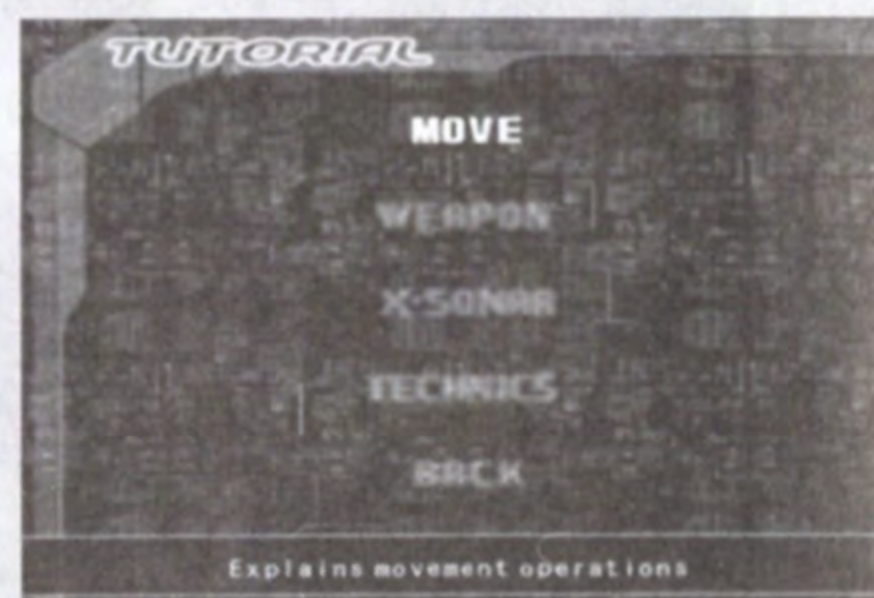 TUTORIAL
MOVE
WEAPON
X-SONAR
TECHNICS
BACK
Explains movement operations